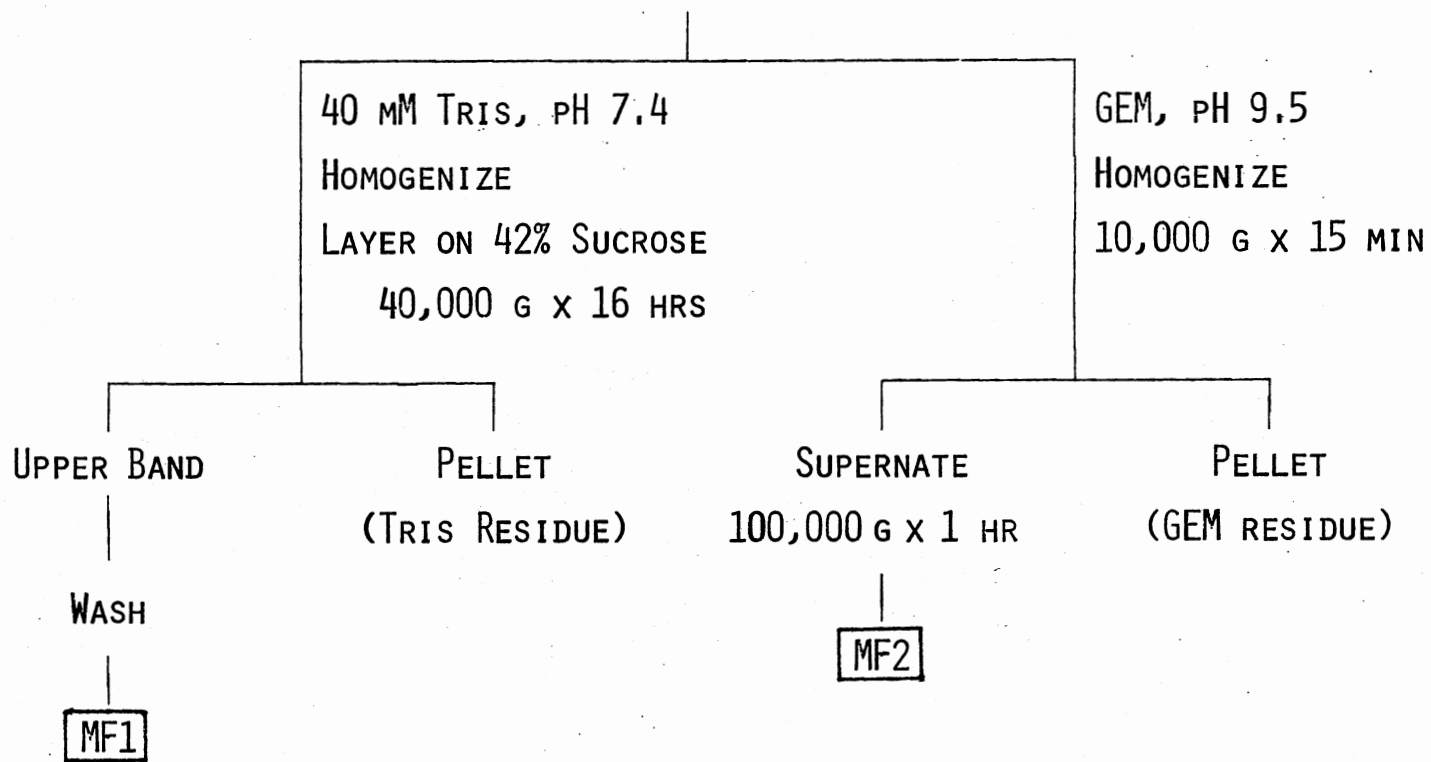 40 mM TRIS, pH 7.4
HOMOGENIZE
LAYER ON 42% SUCROSE
40,000 G X 16 HRS
GEM, pH 9.5
HOMOGENIZE
10,000 G X 15 MIN
UPPER BAND
PELLET
(TRIS RESIDUE)
SUPERNATE
100,000 G X 1 HR
PELLET
(GEM RESIDUE)
WASH
MF2
MF1